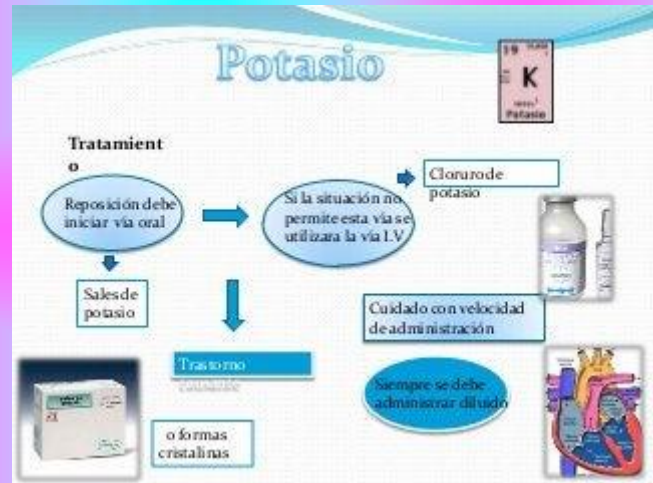 Potasio
19
K
Potasio
Tratamient
o
Reposición debe
iniciar vía oral
Si la situación no
permite esta vía se
utilizara la vía I.V
Cloruro de
potasio
Sales de
potasio
Cuidado con velocidad
de administración
Trastorno
causante
Siempre se debe
administrar diluido
o formas
cristalinas